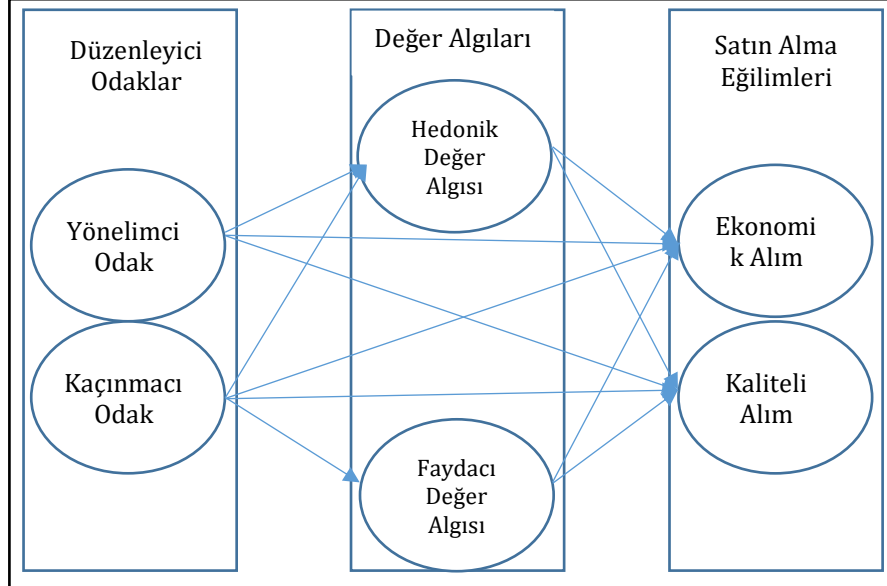 Düzenleyici
Odaklar
Yönelimci
Odak
Kaçınmacı
Odak
Değer Algıları
Hedonik
Değer
Algısı
Faydacı
Değer
Algısı
Satın Alma
Eğilimleri
Ekonomi
k Alım
Kaliteli
Alım